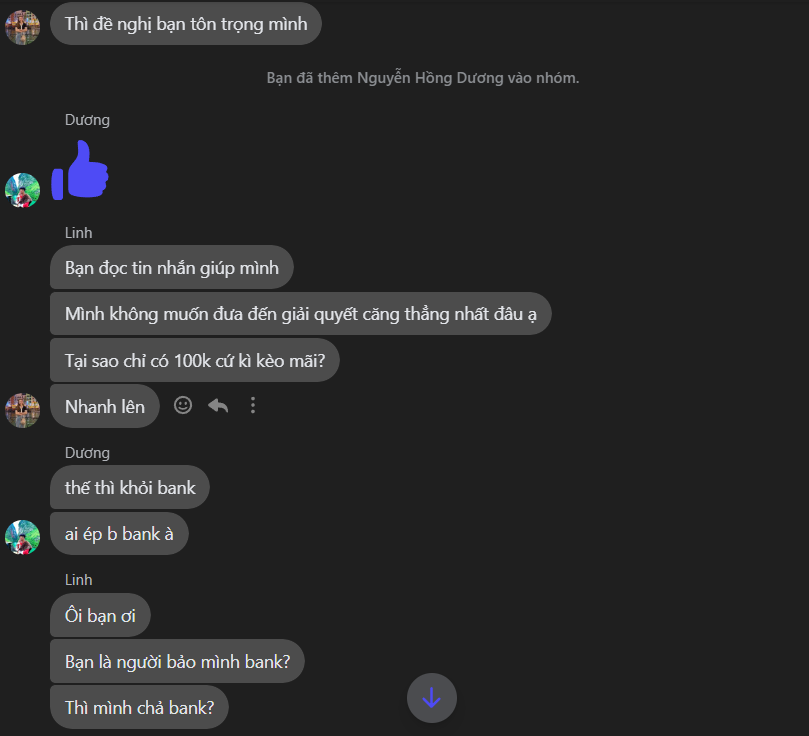 Thì đề nghị bạn tôn trọng mình
Bạn đã thêm Nguyễn Hồng Dương vào nhóm.
Dương
Linh
Bạn đọc tin nhắn giúp mình
Mình không muốn đưa đến giải quyết căng thẳng nhất đâu ạ
Tại sao chỉ có 100k cứ kì kèo mãi?
Nhanh lên
Dương
thế thì khỏi bank
ai ép b bank à
Linh
Ôi bạn ơi
Bạn là người bảo mình bank?
Thì mình chả bank?